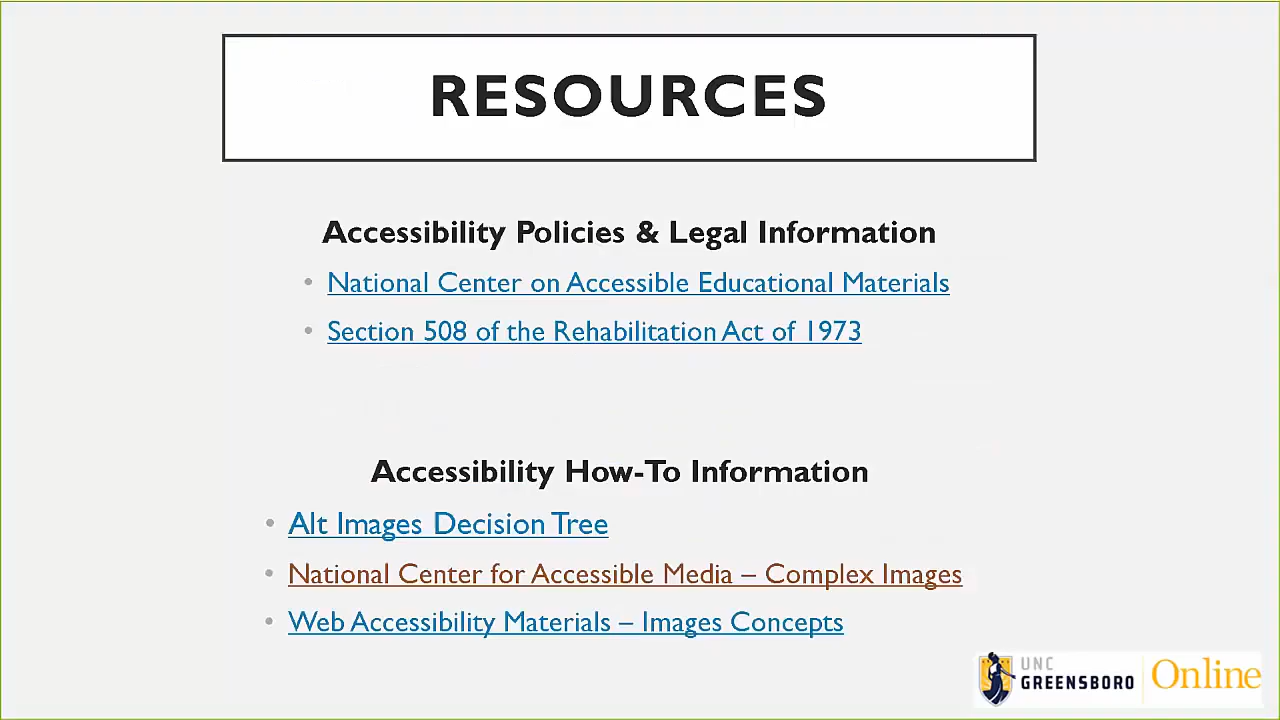 RESOURCES
Accessibility Policies & Legal Information
• National Center on Accessible Educational Materials
• Section 508 of the Rehabilitation Act of 1973
Accessibility How-To Information
• Alt Images Decision Tree
• National Center for Accessible Media – Complex Images
• Web Accessibility Materials – Images Concepts
UNC
GREENSBORO
Online